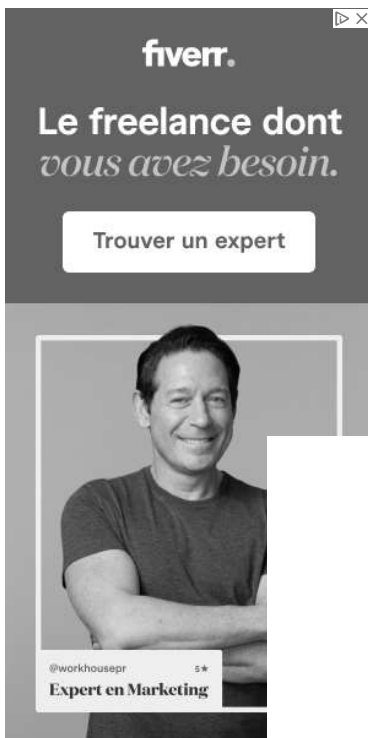 fiverr.
Le freelance dont
vous avez besoin.
Trouver un expert
@workhousepr 5★
Expert en Marketing